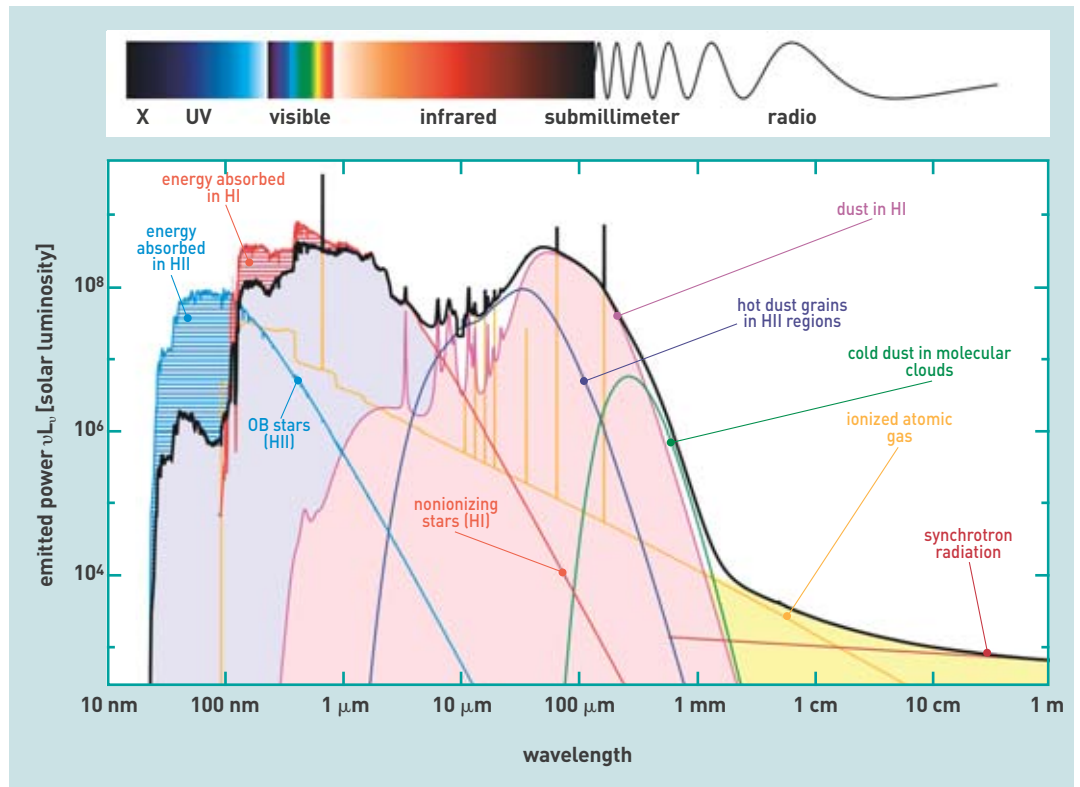 X UV visible infrared submillimeter radio
energy absorbed
in HI
energy
absorbed
in HII
dust in HI
hot dust grains
in HII regions
cold dust in molecular
clouds
ionized atomic
gas
OB stars
(HII)
nonionizing
stars (HI)
synchrotron
radiation
emitted power νLν [solar luminosity]
10⁸
10⁶
10⁴
10 nm 100 nm 1 μm 10 μm 100 μm 1 mm 1 cm 10 cm 1 m
wavelength